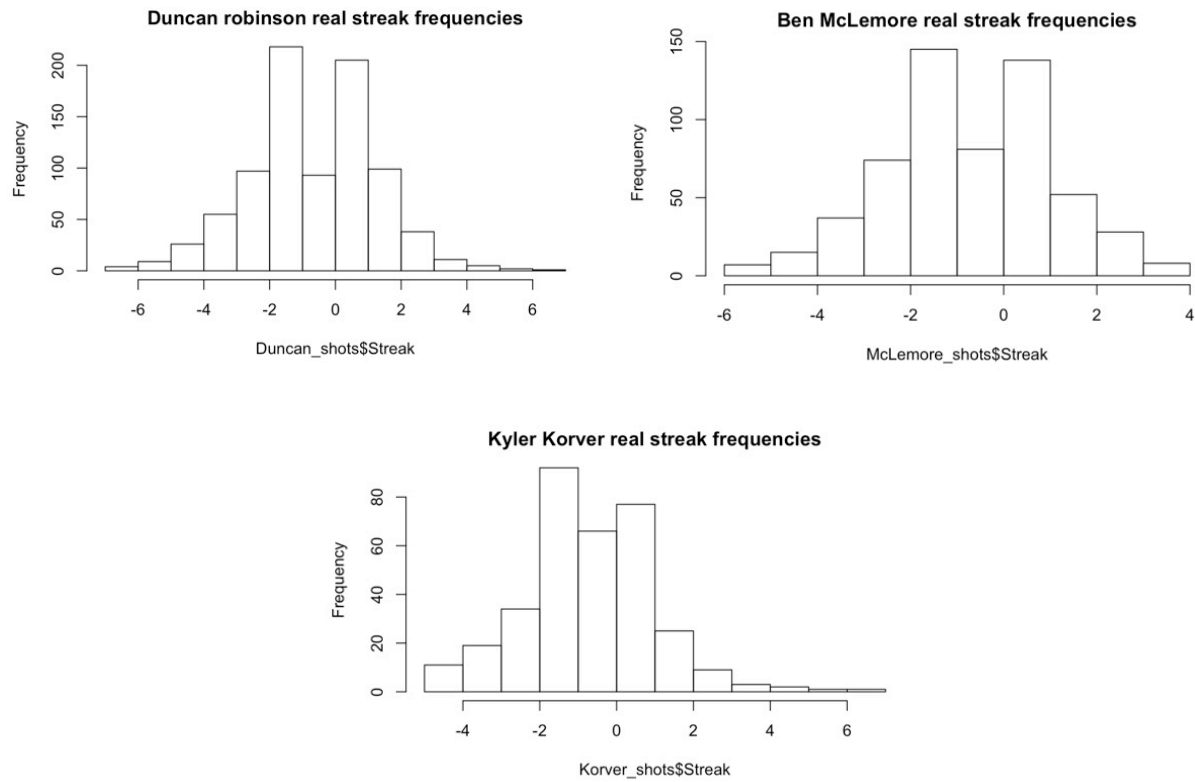 Duncan robinson real streak frequencies
Frequency
0 50 100 150 200
-6 -4 -2 0 2 4 6
Duncan_shots$Streak
Ben McLemore real streak frequencies
Frequency
0 50 100 150
-6 -4 -2 0 2 4
McLemore_shots$Streak
Kyler Korver real streak frequencies
Frequency
0 20 40 60 80
-4 -2 0 2 4 6
Korver_shots$Streak